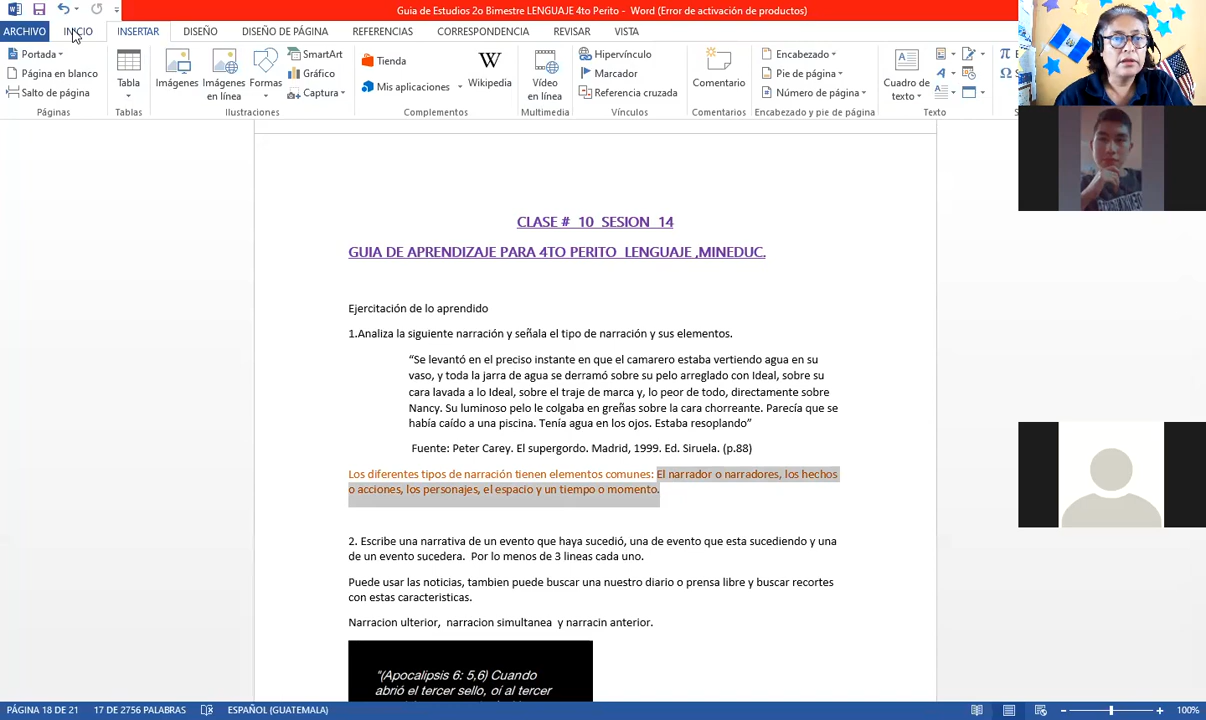 Guia de Estudios 2o Bimestre LENGUAJE 4to Perito - Word (Error de activación de productos)
ARCHIVO INICIO INSERTAR DISEÑO DISEÑO DE PÁGINA REFERENCIAS CORRESPONDENCIA REVISAR VISTA
Portada
Página en blanco
Salto de página
Páginas
Tabla
Tablas
Imágenes
Imágenes en línea
Formas
SmartArt
Gráfico
Captura
Ilustraciones
Tienda
Mis aplicaciones
W
Wikipedia
Complementos
Vídeo en línea
Multimedia
Hipervínculo
Marcador
Referencia cruzada
Vínculos
Comentario
Comentarios
Encabezado
Pie de página
Número de página
Encabezado y pie de página
Cuadro de texto
Texto
CLASE # 10 SESION 14
GUIA DE APRENDIZAJE PARA 4TO PERITO LENGUAJE ,MINEDUC.
Ejercitación de lo aprendido
1.Analiza la siguiente narración y señala el tipo de narración y sus elementos.
“Se levantó en el preciso instante en que el camarero estaba vertiendo agua en su
vaso, y toda la jarra de agua se derramó sobre su pelo arreglado con Ideal, sobre su
cara lavada a lo Ideal, sobre el traje de marca y, lo peor de todo, directamente sobre
Nancy. Su luminoso pelo le colgaba en greñas sobre la cara chorreante. Parecía que se
había caído a una piscina. Tenía agua en los ojos. Estaba resoplando”
Fuente: Peter Carey. El supergordo. Madrid, 1999. Ed. Siruela. (p.88)
Los diferentes tipos de narración tienen elementos comunes: El narrador o narradores, los hechos
o acciones, los personajes, el espacio y un tiempo o momento.
2. Escribe una narrativa de un evento que haya sucedió, una de evento que esta sucediendo y una
de un evento sucedera. Por lo menos de 3 lineas cada uno.
Puede usar las noticias, tambien puede buscar una nuestro diario o prensa libre y buscar recortes
con estas caracteristicas.
Narracion ulterior, narracion simultanea y narracin anterior.
"(Apocalipsis 6: 5,6) Cuando
abrió el tercer sello, oí al tercer
PÁGINA 18 DE 21 17 DE 2756 PALABRAS ESPAÑOL (GUATEMALA) 100%